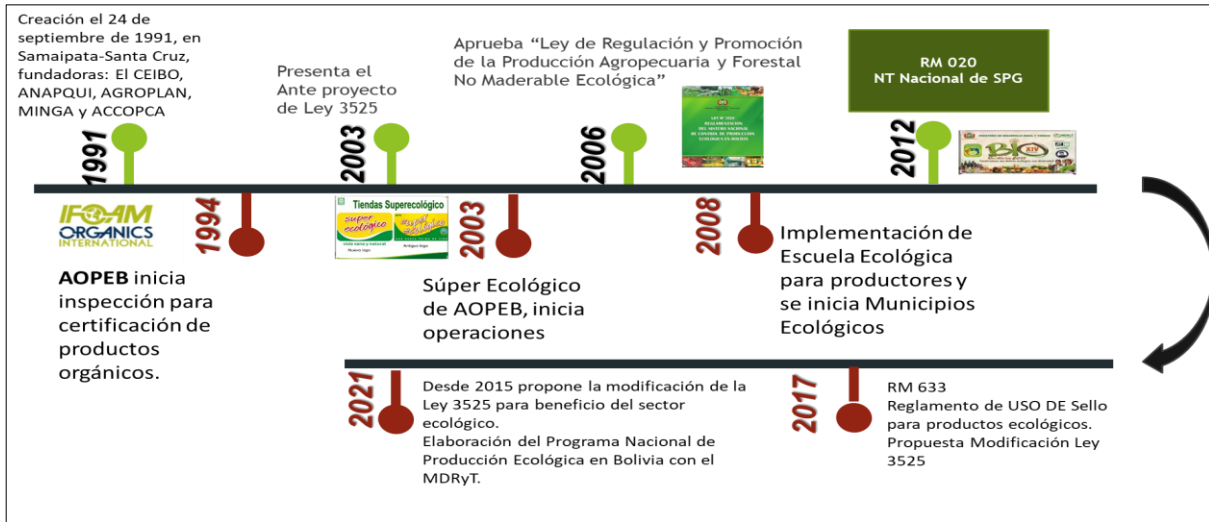 Creación el 24 de
septiembre de 1991, en
Samaipata-Santa Cruz,
fundadoras: El CEIBO,
ANAPQUI, AGROPLAN,
MINGA y ACCOPCA
1991
Presenta el
Ante proyecto
de Ley 3525
2003
Aprueba “Ley de Regulación y Promoción
de la Producción Agropecuaria y Forestal
No Maderable Ecológica”
2006
RM 020
NT Nacional de SPG
2012
BIO
XIV
IFOAM
ORGANICS
INTERNATIONAL
1994
AOPEB inicia
inspección para
certificación de
productos
orgánicos.
Tiendas Superecológico
super
ecológico
2003
Súper Ecológico
de AOPEB, inicia
operaciones
2008
Implementación de
Escuela Ecológica
para productores y
se inicia Municipios
Ecológicos
2021
Desde 2015 propone la modificación de la
Ley 3525 para beneficio del sector
ecológico.
Elaboración del Programa Nacional de
Producción Ecológica en Bolivia con el
MDRyT.
2017
RM 633
Reglamento de USO DE Sello
para productos ecológicos.
Propuesta Modificación Ley
3525